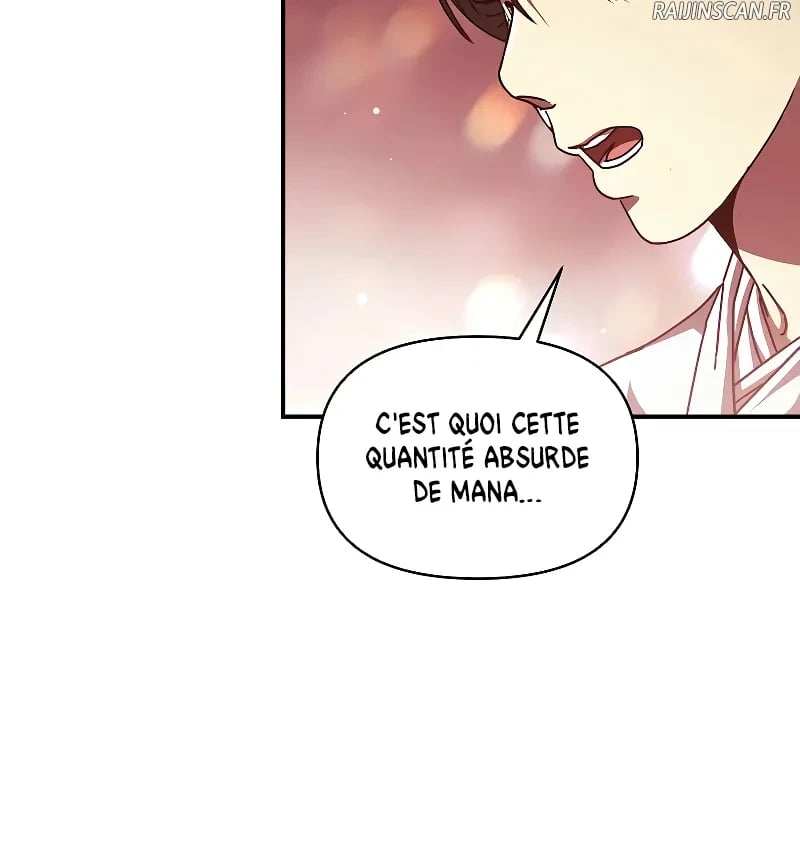 RAIJINSCAN.FR
C'EST QUOI CETTE
QUANTITÉ ABSURDE
DE MANA...